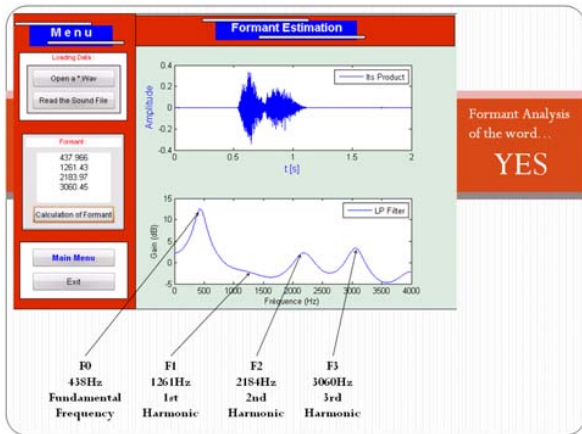 Menu
Loading Data
Open a *.Wav
Read the Sound File
Formant
437.966
1261.43
2183.97
3060.45
Calculation of Formant
Main Menu
Exit
Formant Estimation
0.4
0.2
0
-0.2
-0.4
Amplitude
Its Product
0
0.5
1
1.5
2
t [s]
15
10
5
0
-5
Gain (dB)
LP Filter
0
500
1000
1500
2000
2500
3000
3500
4000
Fréquence (Hz)
Formant Analysis
of the word...
YES
F0
438Hz
Fundamental
Frequency
F1
1261Hz
1st
Harmonic
F2
2184Hz
2nd
Harmonic
F3
3060Hz
3rd
Harmonic